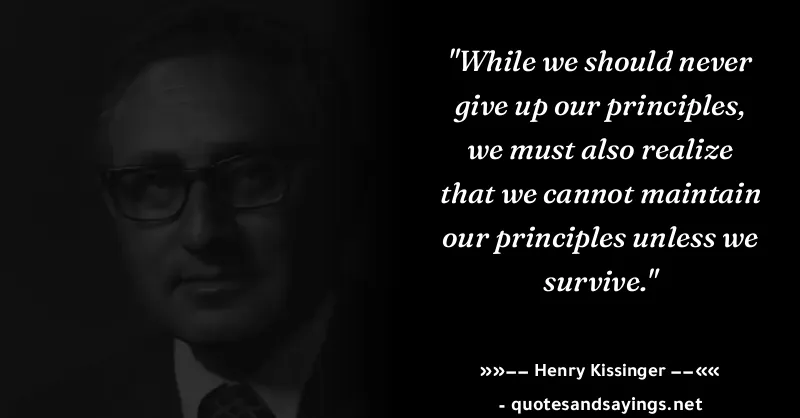 "While we should never
give up our principles,
we must also realize
that we cannot maintain
our principles unless we
survive."
»»–– Henry Kissinger ––««
- quotesandsayings.net